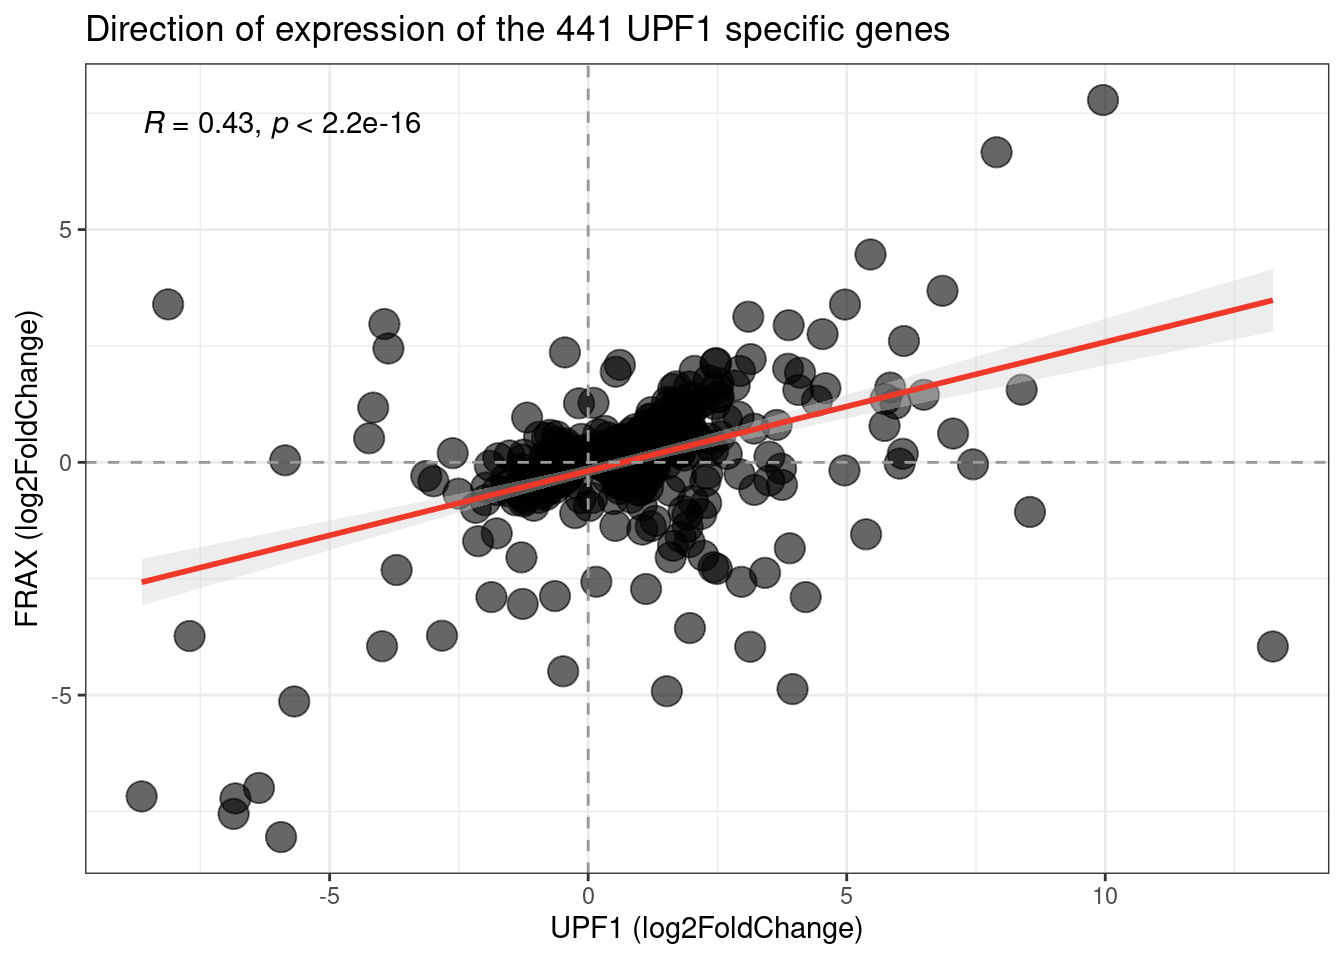 Direction of expression of the 441 UPF1 specific genes
R = 0.43, p < 2.2e-16
FRAX (log2FoldChange)
5
0
-5
-5
0
5
10
UPF1 (log2FoldChange)